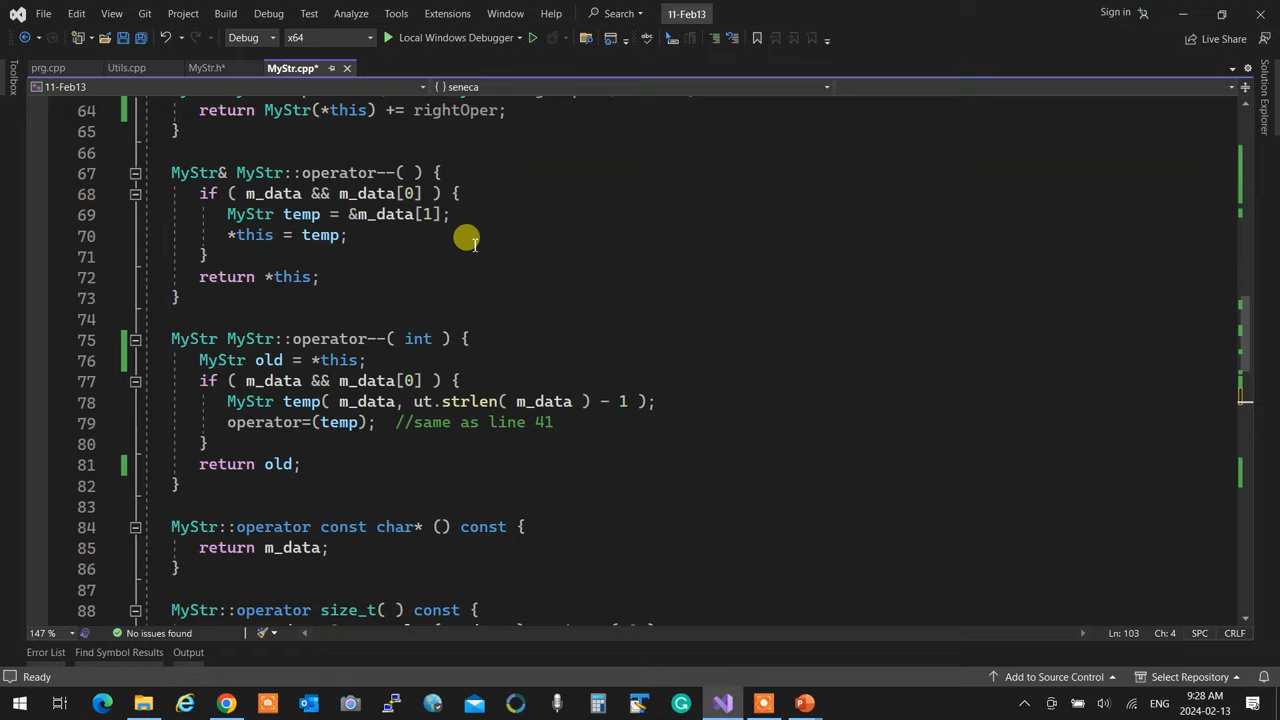 File Edit View Git Project Build Debug Test Analyze Tools Extensions Window Help Search 11-Feb13 Sign in
Debug x64 Local Windows Debugger Live Share
prg.cpp Utils.cpp MyStr.h* MyStr.cpp*
11-Feb13 {} seneca
Toolbox
Solution Explorer
64 return MyStr(*this) += rightOper;
65 }
66
67 MyStr& MyStr::operator--( ) {
68 if ( m_data && m_data[0] ) {
69 MyStr temp = &m_data[1];
70 *this = temp;
71 }
72 return *this;
73 }
74
75 MyStr MyStr::operator--( int ) {
76 MyStr old = *this;
77 if ( m_data && m_data[0] ) {
78 MyStr temp( m_data, ut.strlen( m_data ) - 1 );
79 operator=(temp); //same as line 41
80 }
81 return old;
82 }
83
84 MyStr::operator const char* () const {
85 return m_data;
86 }
87
88 MyStr::operator size_t( ) const {
147 % No issues found Ln: 103 Ch: 4 SPC CRLF
Error List Find Symbol Results Output
Ready Add to Source Control Select Repository
ENG 9:28 AM
2024-02-13